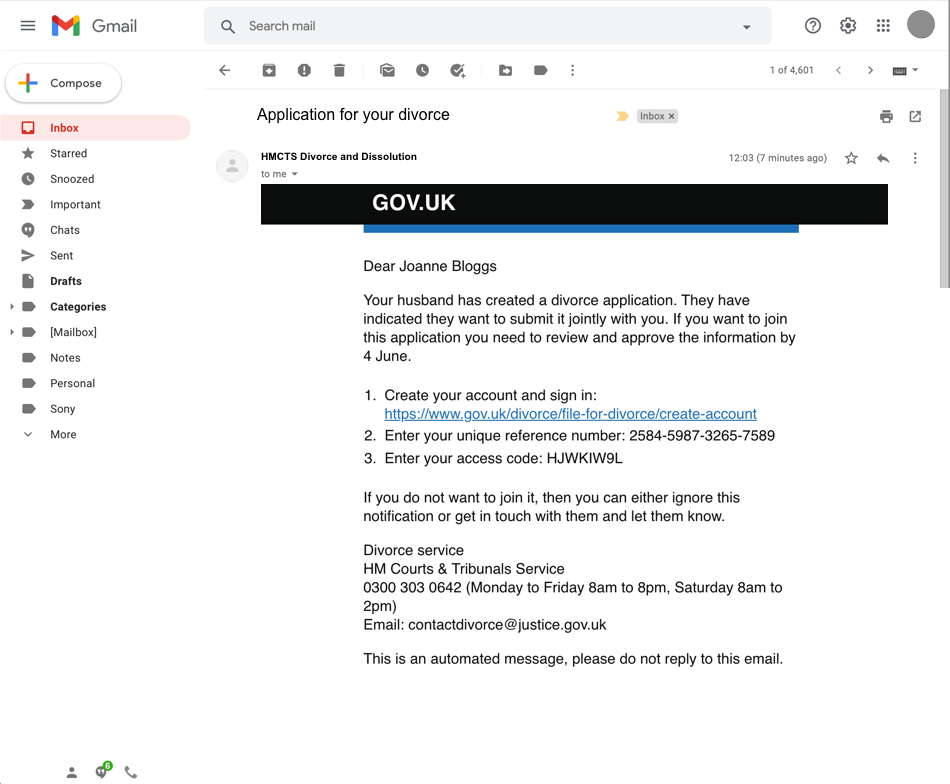 Gmail
Search mail
Compose
1 of 4,601
Inbox
Starred
Snoozed
Important
Chats
Sent
Drafts
Categories
[Mailbox]
Notes
Personal
Sony
More
Application for your divorce
Inbox ×
HMCTS Divorce and Dissolution
12:03 (7 minutes ago)
to me
GOV.UK
Dear Joanne Bloggs
Your husband has created a divorce application. They have
indicated they want to submit it jointly with you. If you want to join
this application you need to review and approve the information by
4 June.
1. Create your account and sign in:
https://www.gov.uk/divorce/file-for-divorce/create-account
2. Enter your unique reference number: 2584-5987-3265-7589
3. Enter your access code: HJWKIW9L
If you do not want to join it, then you can either ignore this
notification or get in touch with them and let them know.
Divorce service
HM Courts & Tribunals Service
0300 303 0642 (Monday to Friday 8am to 8pm, Saturday 8am to
2pm)
Email: contactdivorce@justice.gov.uk
This is an automated message, please do not reply to this email.
6